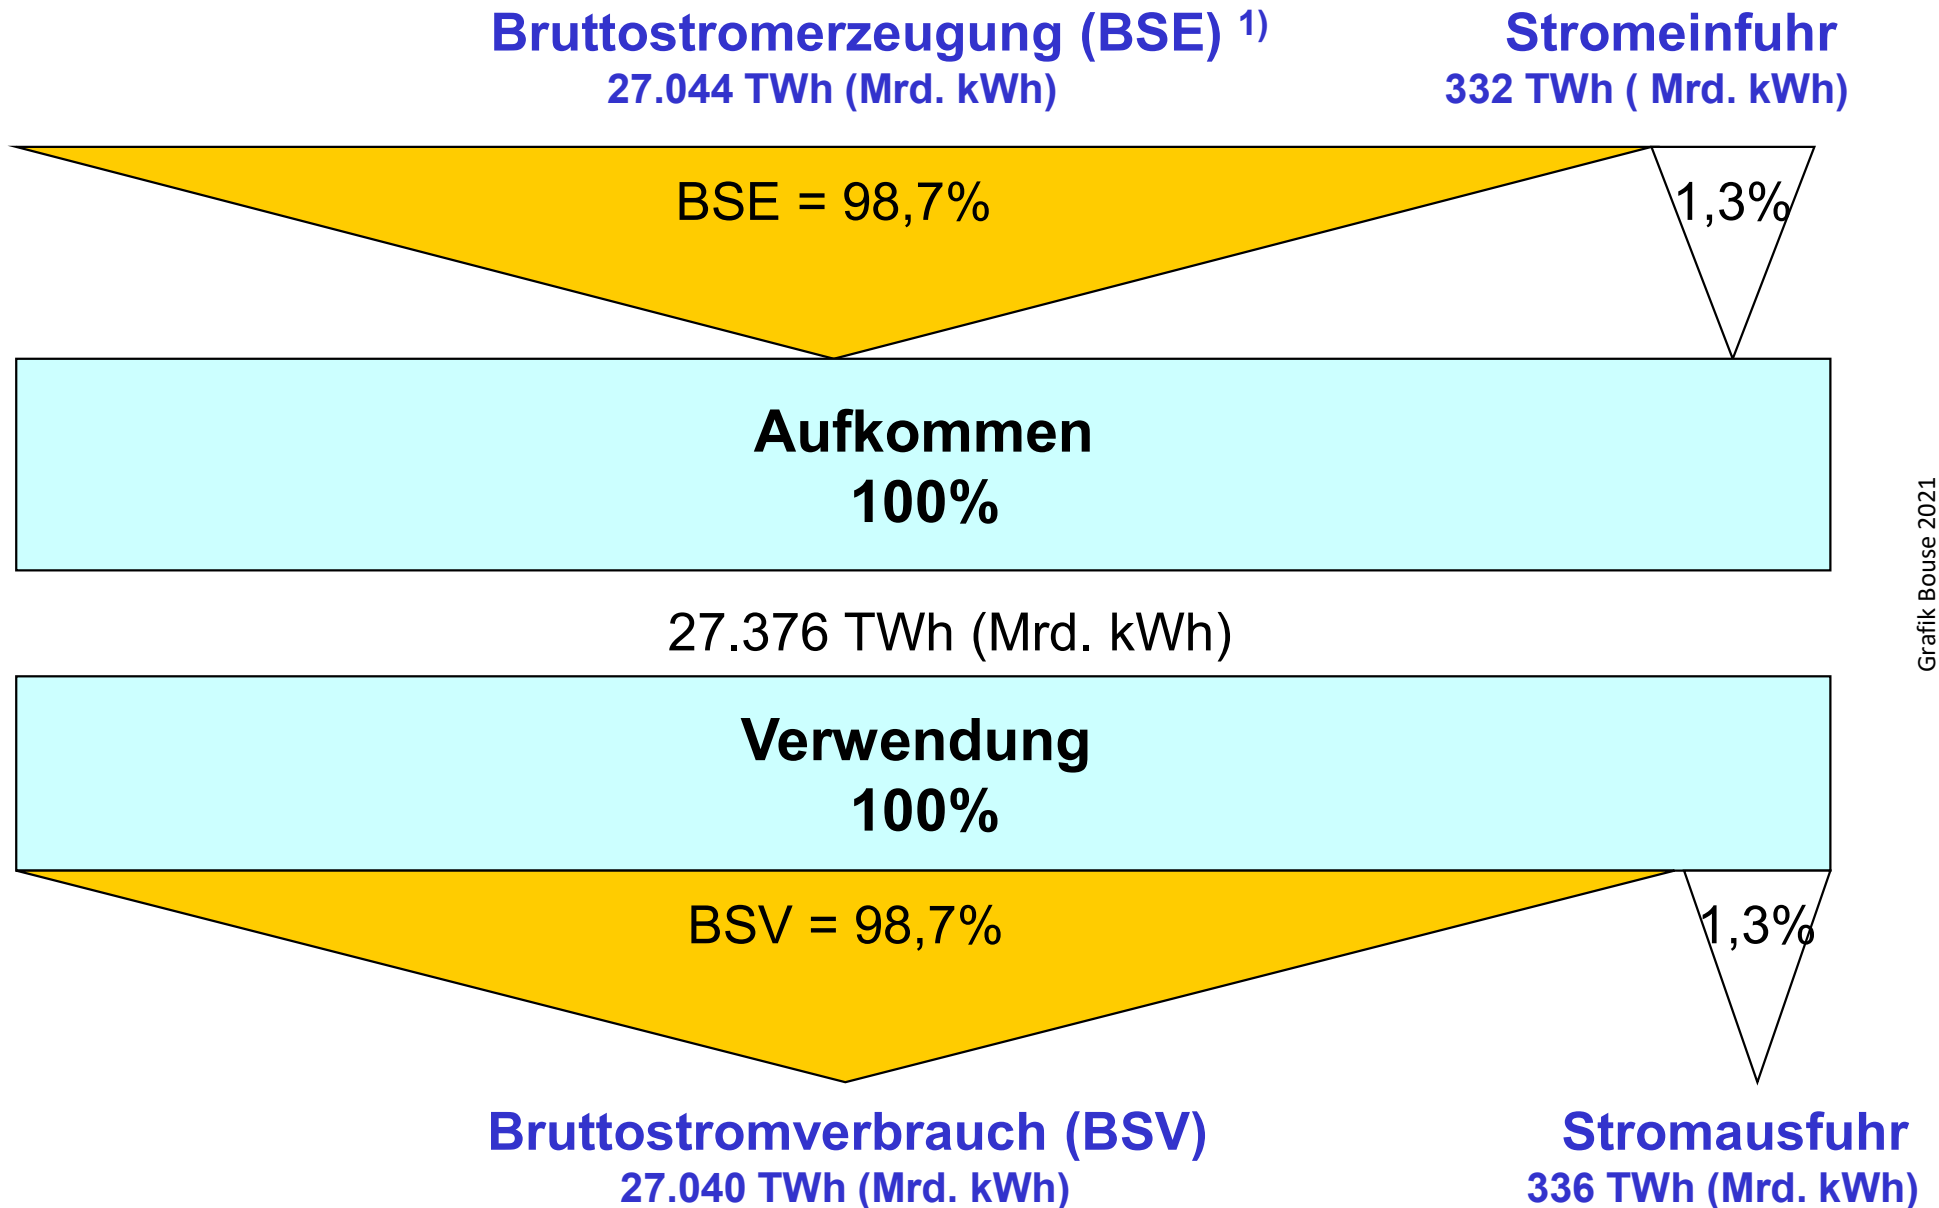 Bruttostromerzeugung (BSE) ¹⁾
27.044 TWh (Mrd. kWh)
Stromeinfuhr
332 TWh ( Mrd. kWh)
BSE = 98,7%
1,3%
Aufkommen
100%
27.376 TWh (Mrd. kWh)
Verwendung
100%
BSV = 98,7%
1,3%
Bruttostromverbrauch (BSV)
27.040 TWh (Mrd. kWh)
Stromausfuhr
336 TWh (Mrd. kWh)
Grafik Bouse 2021